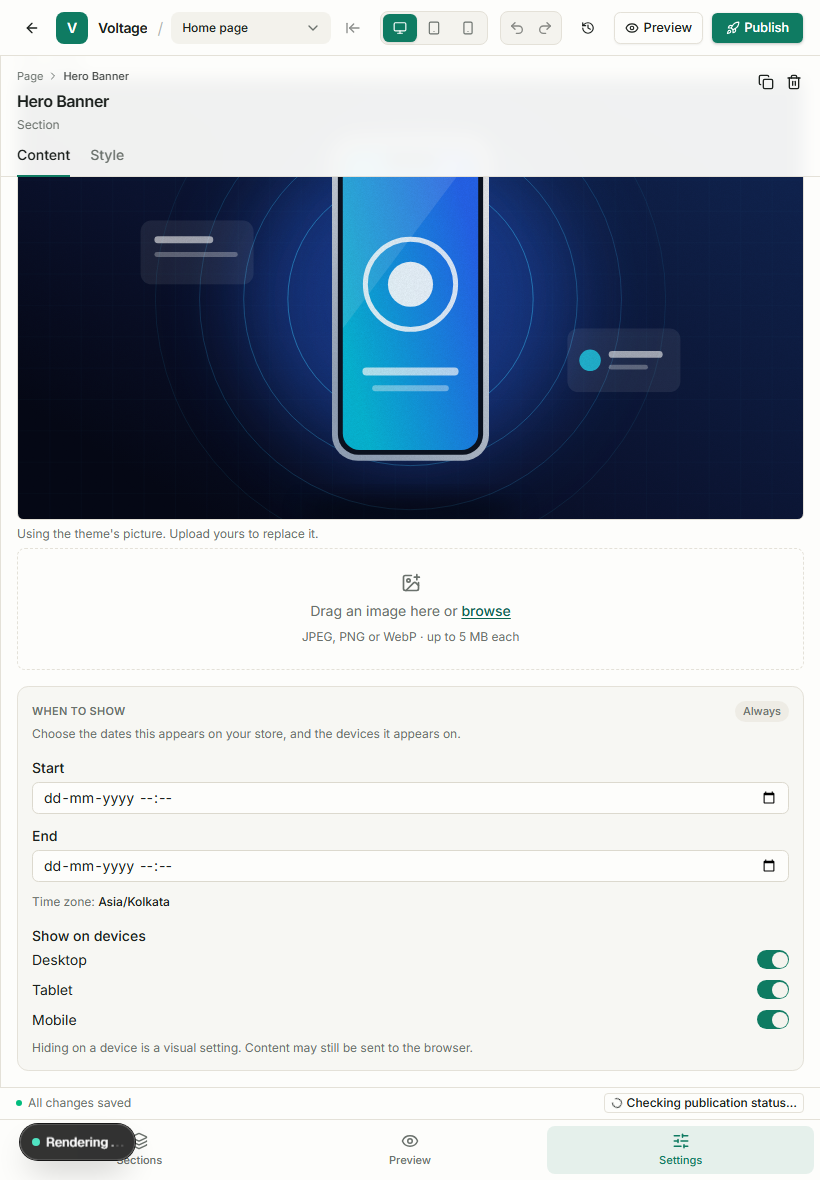 V Voltage / Home page Preview Publish
Page > Hero Banner
Hero Banner
Section
Content Style
Using the theme's picture. Upload yours to replace it.
Drag an image here or browse
JPEG, PNG or WebP · up to 5 MB each
WHEN TO SHOW Always
Choose the dates this appears on your store, and the devices it appears on.
Start
dd-mm-yyyy --:--
End
dd-mm-yyyy --:--
Time zone: Asia/Kolkata
Show on devices
Desktop
Tablet
Mobile
Hiding on a device is a visual setting. Content may still be sent to the browser.
All changes saved Checking publication status...
Rendering ...
Sections Preview Settings